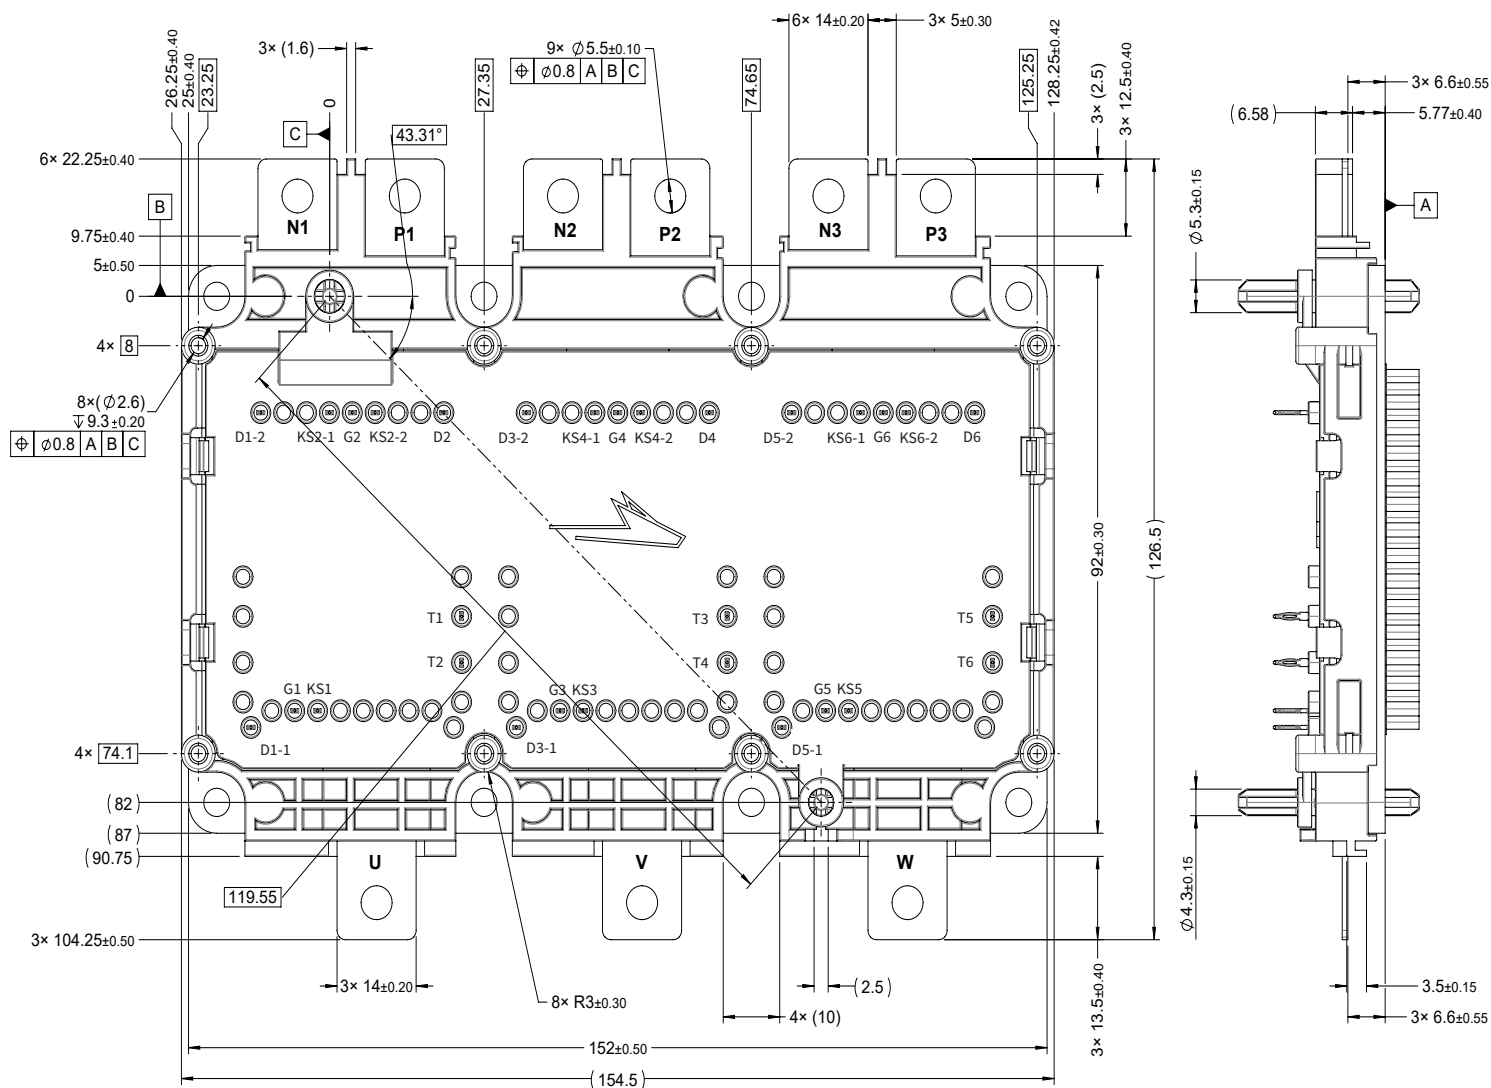 6× 14±0.20
3× 5±0.30
3× (1.6)
9× ⌀5.5±0.10
⌖ ⌀0.8 A B C
26.25±0.40
25±0.40
23.25
0
27.35
74.65
125.25
128.25±0.42
3× (2.5)
3× 12.5±0.40
3× 6.6±0.55
(6.58)
5.77±0.40
C
43.31°
6× 22.25±0.40
B
A
⌀5.3±0.15
N1
P1
N2
P2
N3
P3
9.75±0.40
5±0.50
0
4× 8
8×(⌀2.6)
↧9.3±0.20
⌖ ⌀0.8 A B C
D1-2 KS2-1 G2 KS2-2 D2
D3-2 KS4-1 G4 KS4-2 D4
D5-2 KS6-1 G6 KS6-2 D6
92±0.30
(126.5)
T1
T3
T5
T2
T4
T6
G1 KS1
G3 KS3
G5 KS5
D1-1
D3-1
D5-1
4× 74.1
(82)
(87)
(90.75)
U
V
W
119.55
⌀4.3±0.15
3× 104.25±0.50
3× 14±0.20
8× R3±0.30
(2.5)
4× (10)
3× 13.5±0.40
3.5±0.15
3× 6.6±0.55
152±0.50
(154.5)